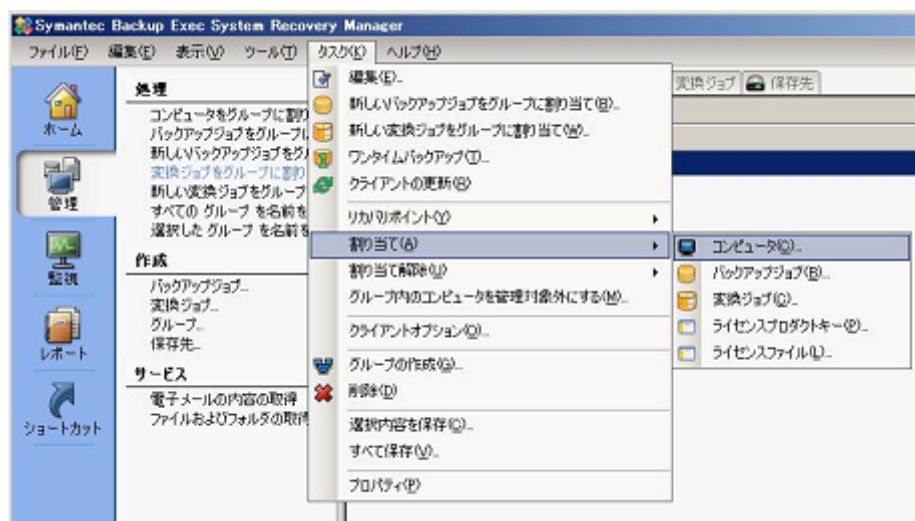 Symantec Backup Exec System Recovery Manager
ファイル(F) 編集(E) 表示(V) ツール(T) タスク(K) ヘルプ(H)
ホーム
管理
監視
レポート
ショートカット
処理
コンピュータをグループに割り
バックアップジョブをグループに
新しいバックアップジョブをグ
変換ジョブをグループに割り
新しい変換ジョブをグループ
すべての グループ を名前を
選択した グループ を名前を
作成
バックアップジョブ...
変換ジョブ...
グループ...
保存先...
サービス
電子メールの内容の取得
ファイルおよびフォルダの取得
編集(E)...
新しいバックアップジョブをグループに割り当て(B)...
新しい変換ジョブをグループに割り当て(W)...
ワンタイムバックアップ(T)...
クライアントの更新(R)
リカバリポイント(Y)
割り当て(A)
割り当て解除(U)
グループ内のコンピュータを管理対象外にする(M)...
クライアントオプション(O)...
グループの作成(G)...
削除(D)
選択内容を保存(C)...
すべて保存(V)...
プロパティ(P)
変換ジョブ 保存先
コンピュータ(C)...
バックアップジョブ(B)...
変換ジョブ(C)...
ライセンスプロダクトキー(P)...
ライセンスファイル(L)...